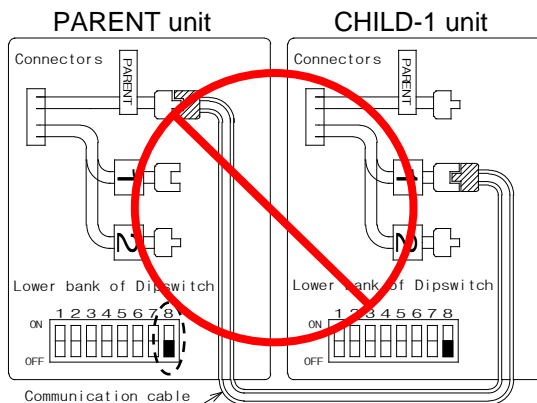 PARENT unit
CHILD-1 unit
Connectors
PARENT
1
2
Lower bank of Dipswitch
1 2 3 4 5 6 7 8
ON
OFF
Connectors
PARENT
1
2
Lower bank of Dipswitch
1 2 3 4 5 6 7 8
ON
OFF
Communication cable